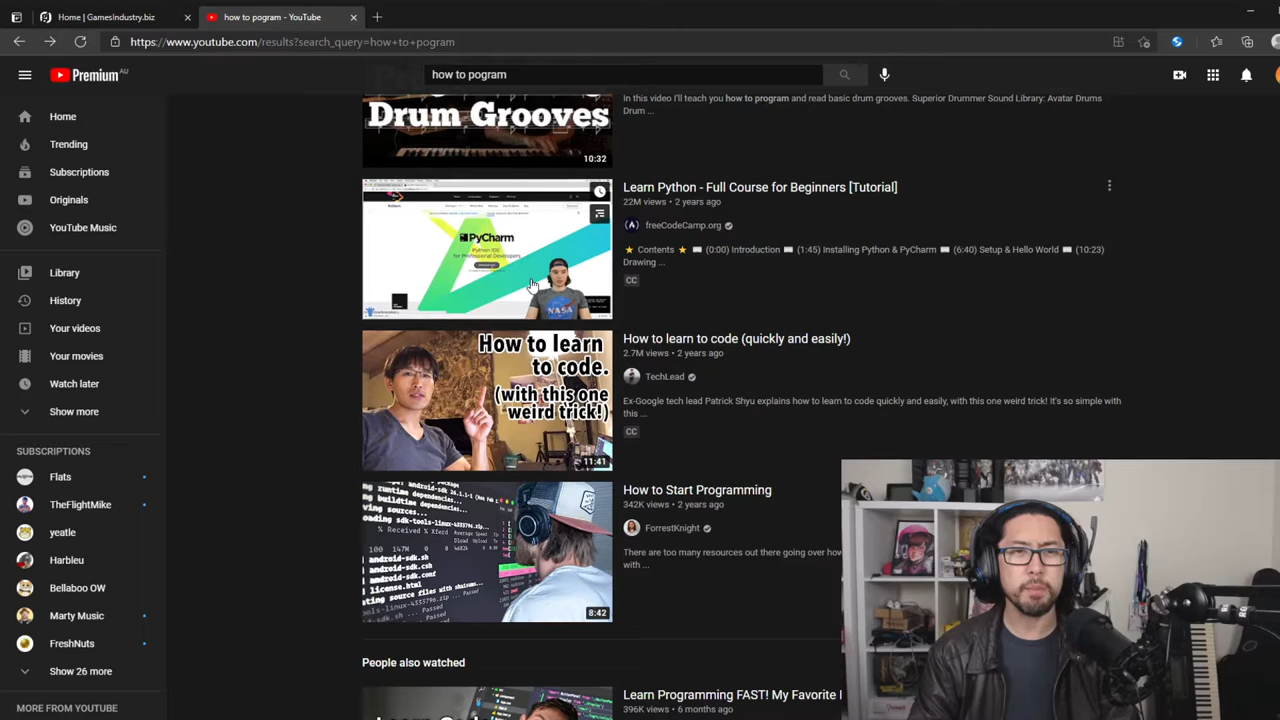 Home | GamesIndustry.biz
how to pogram - YouTube
https://www.youtube.com/results?search_query=how+to+pogram
Premium AU
how to pogram
Home
Trending
Subscriptions
Originals
YouTube Music
Library
History
Your videos
Your movies
Watch later
Show more
SUBSCRIPTIONS
Flats
TheFlightMike
yeatle
Harbleu
Bellaboo OW
Marty Music
FreshNuts
Show 26 more
MORE FROM YOUTUBE
Drum Grooves
10:32
In this video I'll teach you how to program and read basic drum grooves. Superior Drummer Sound Library: Avatar Drums
Drum ...
PyCharm
Python IDE
for Professional Developers
NASA
Learn Python - Full Course for Beginners [Tutorial]
22M views • 2 years ago
freeCodeCamp.org
Contents (0:00) Introduction (1:45) Installing Python & PyCharm (6:40) Setup & Hello World (10:23)
Drawing ...
CC
How to learn
to code.
(with this one
weird trick!)
11:41
How to learn to code (quickly and easily!)
2.7M views • 2 years ago
TechLead
Ex-Google tech lead Patrick Shyu explains how to learn to code quickly and easily, with this one weird trick! It's so simple with
this ...
CC
8:42
How to Start Programming
342K views • 2 years ago
ForrestKnight
There are too many resources out there going over how
with ...
People also watched
Learn Programming FAST! My Favorite
396K views • 6 months ago